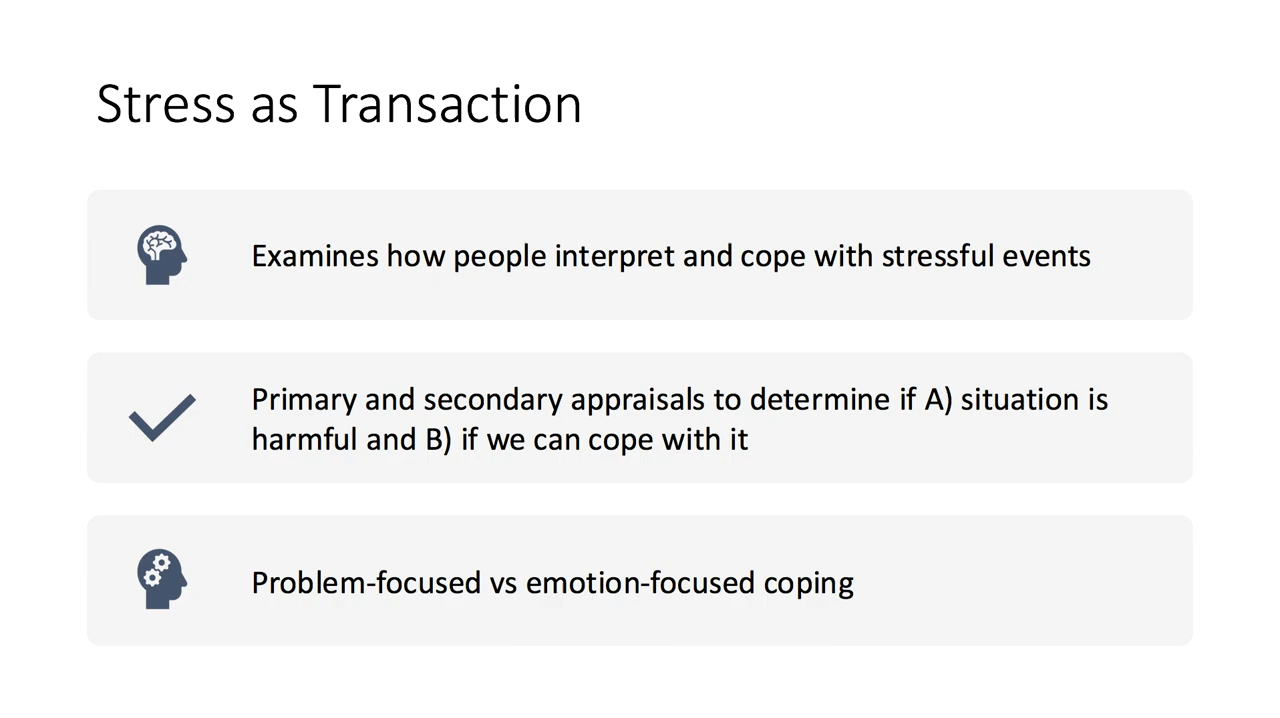 Stress as Transaction
Examines how people interpret and cope with stressful events
Primary and secondary appraisals to determine if A) situation is
harmful and B) if we can cope with it
Problem-focused vs emotion-focused coping